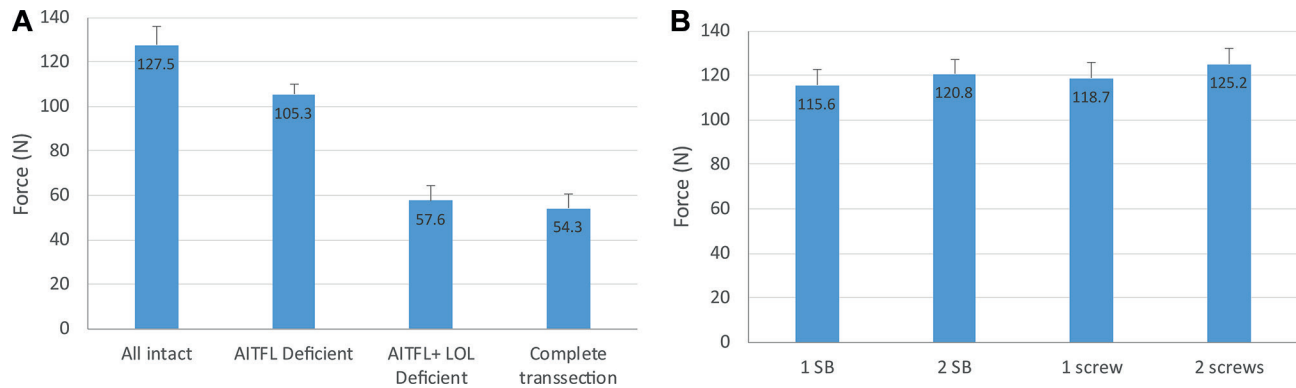 A
Force (N)
140
120
100
80
60
40
20
0
127.5
105.3
57.6
54.3
All intact
AITFL Deficient
AITFL+ LOL
Deficient
Complete
transsection
B
Force (N)
140
120
100
80
60
40
20
0
115.6
120.8
118.7
125.2
1 SB
2 SB
1 screw
2 screws